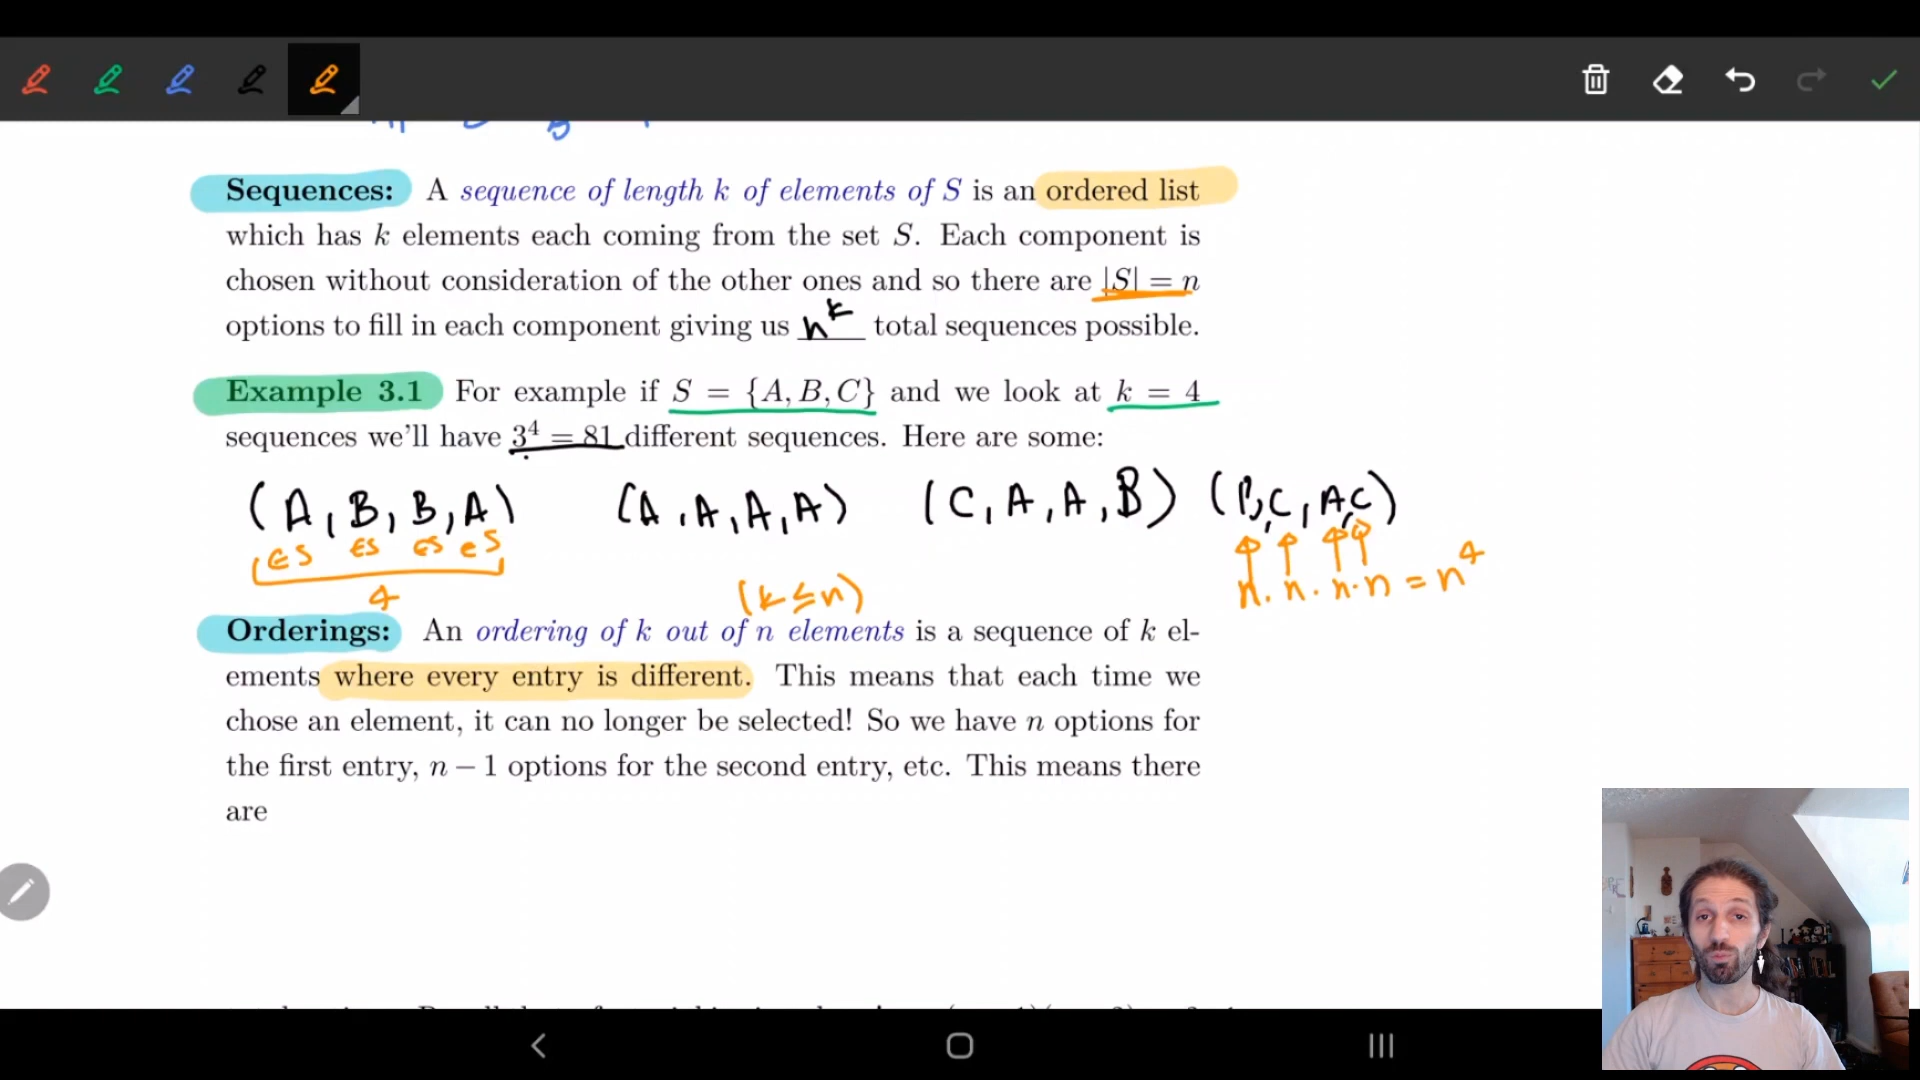 Sequences: A sequence of length k of elements of S is an ordered list
which has k elements each coming from the set S. Each component is
chosen without consideration of the other ones and so there are |S| = n
options to fill in each component giving us n^k total sequences possible.
Example 3.1 For example if S = {A, B, C} and we look at k = 4
sequences we'll have 3^4 = 81 different sequences. Here are some:
(A, B, B, A) (A, A, A, A) (C, A, A, B) (B, C, A, C)
∈S ∈S ∈S ∈S
4 (k ≤ n) n · n · n · n = n^4
Orderings: An ordering of k out of n elements is a sequence of k el-
ements where every entry is different. This means that each time we
chose an element, it can no longer be selected! So we have n options for
the first entry, n − 1 options for the second entry, etc. This means there
are